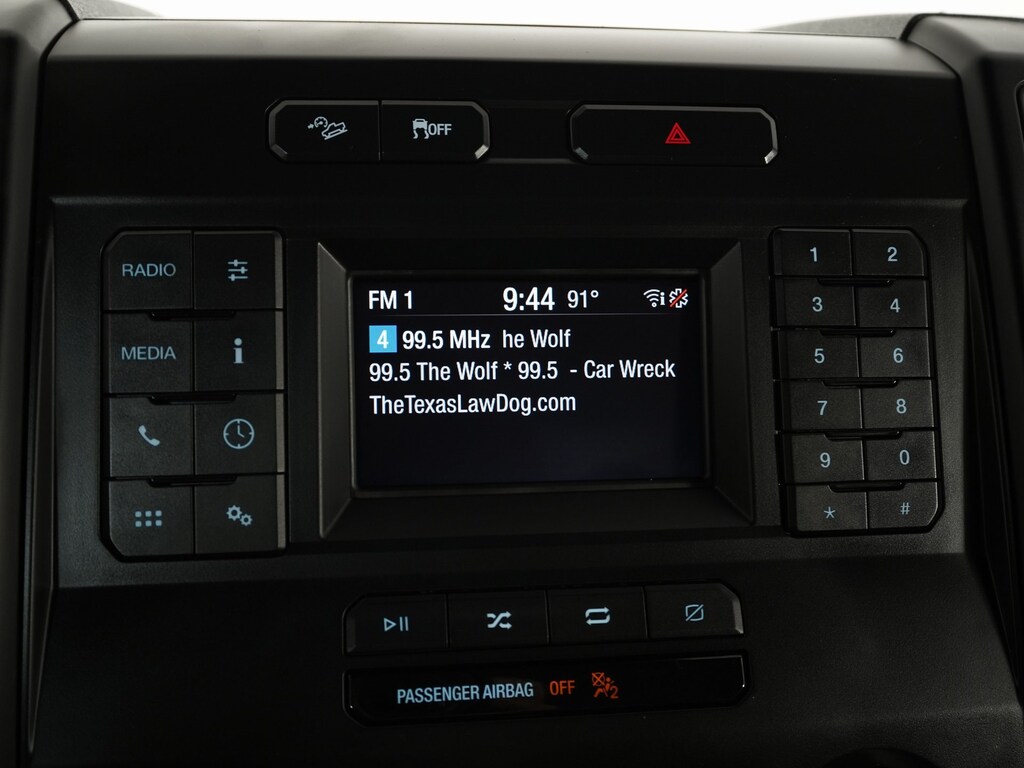 OFF
RADIO
MEDIA
FM 1 9:44 91°
4 99.5 MHz he Wolf
99.5 The Wolf * 99.5 - Car Wreck
TheTexasLawDog.com
1 2
3 4
5 6
7 8
9 0
* #
PASSENGER AIRBAG OFF 2